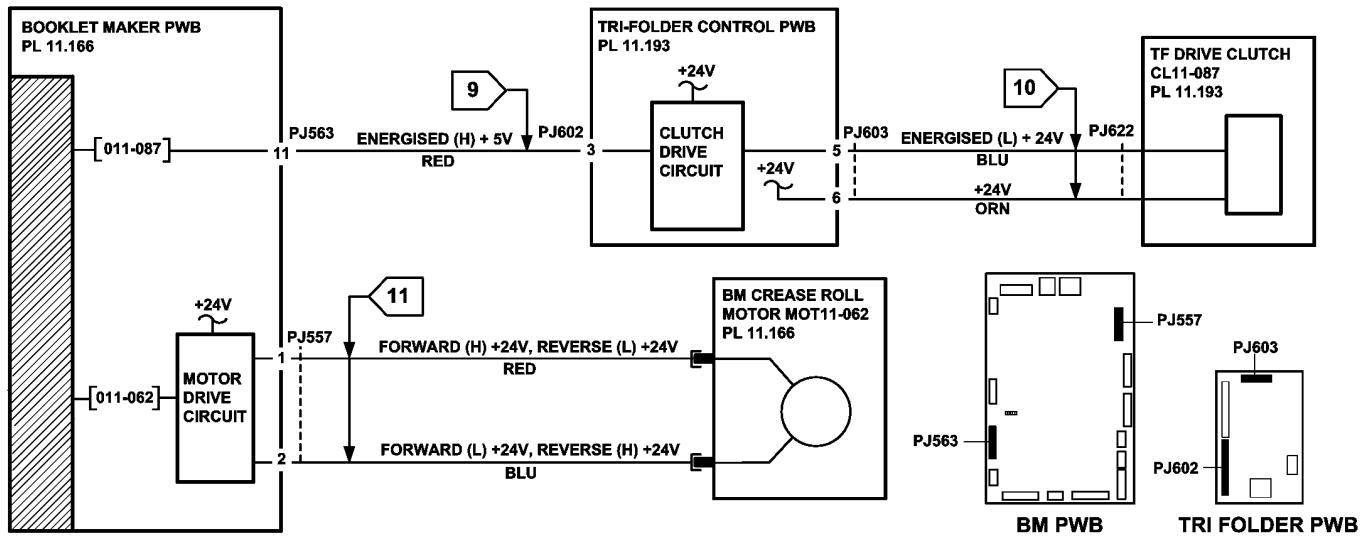 BOOKLET MAKER PWB
PL 11.166
[011-087]
11
PJ563
ENERGISED (H) + 5V
RED
9
PJ602
3
TRI-FOLDER CONTROL PWB
PL 11.193
+24V
CLUTCH
DRIVE
CIRCUIT
+24V
5
6
PJ603
ENERGISED (L) + 24V
BLU
+24V
ORN
10
PJ622
TF DRIVE CLUTCH
CL11-087
PL 11.193
[011-062]
+24V
MOTOR
DRIVE
CIRCUIT
1
2
PJ557
11
FORWARD (H) +24V, REVERSE (L) +24V
RED
FORWARD (L) +24V, REVERSE (H) +24V
BLU
BM CREASE ROLL
MOTOR MOT11-062
PL 11.166
PJ557
PJ563
BM PWB
PJ603
PJ602
TRI FOLDER PWB